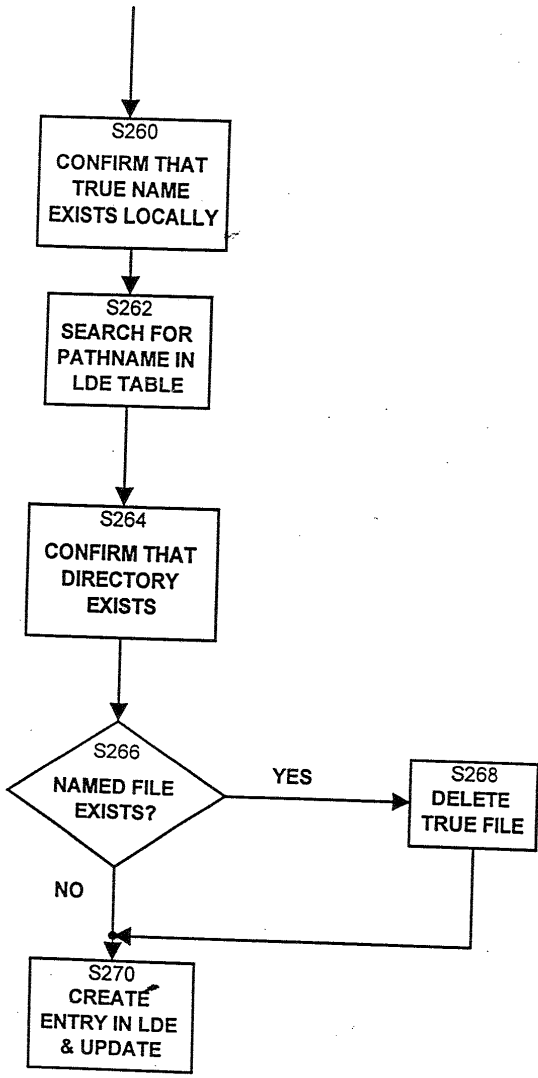 S260
CONFIRM THAT
TRUE NAME
EXISTS LOCALLY
S262
SEARCH FOR
PATHNAME IN
LDE TABLE
S264
CONFIRM THAT
DIRECTORY
EXISTS
S266
NAMED FILE
EXISTS?
YES
S268
DELETE
TRUE FILE
NO
S270
CREATE
ENTRY IN LDE
& UPDATE